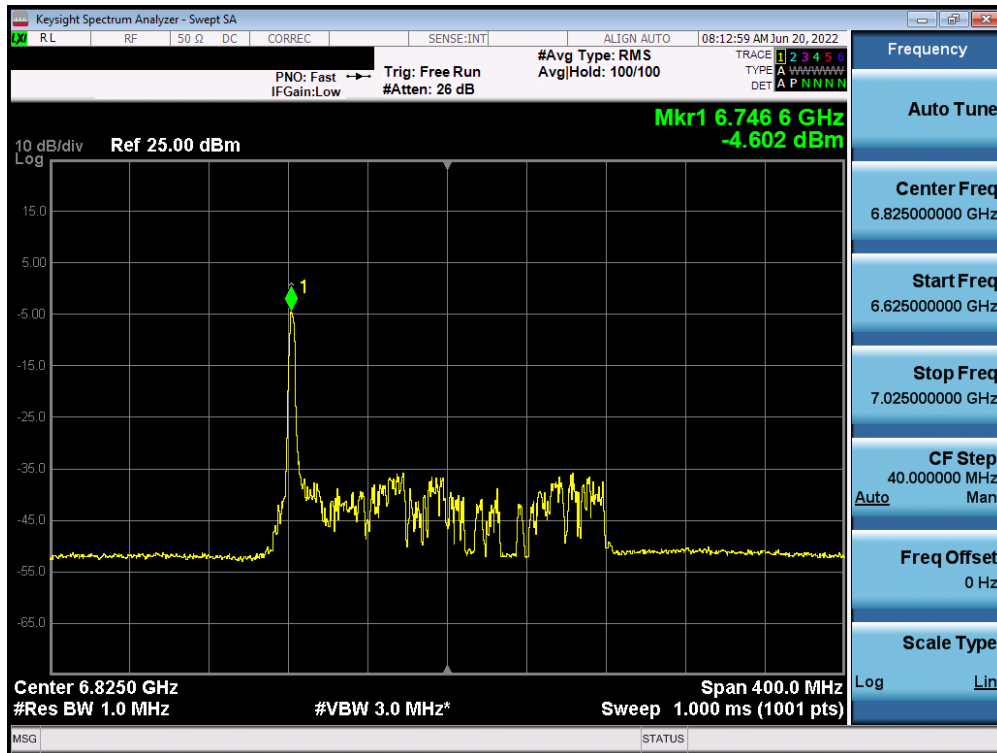 Keysight Spectrum Analyzer - Swept SA
LXI RL RF 50 Ω DC CORREC SENSE:INT ALIGN AUTO 08:12:59 AM Jun 20, 2022
PNO: Fast
IFGain:Low
Trig: Free Run
#Atten: 26 dB
#Avg Type: RMS
Avg|Hold: 100/100
TRACE 1 2 3 4 5 6
TYPE A WWWWW
DET A P N N N N
Mkr1 6.746 6 GHz
-4.602 dBm
10 dB/div Ref 25.00 dBm
Log
15.0
5.00
1
-5.00
-15.0
-25.0
-35.0
-45.0
-55.0
-65.0
Center 6.8250 GHz Span 400.0 MHz
#Res BW 1.0 MHz #VBW 3.0 MHz* Sweep 1.000 ms (1001 pts)
MSG STATUS
Frequency
Auto Tune
Center Freq
6.825000000 GHz
Start Freq
6.625000000 GHz
Stop Freq
7.025000000 GHz
CF Step
40.000000 MHz
Auto Man
Freq Offset
0 Hz
Scale Type
Log Lin